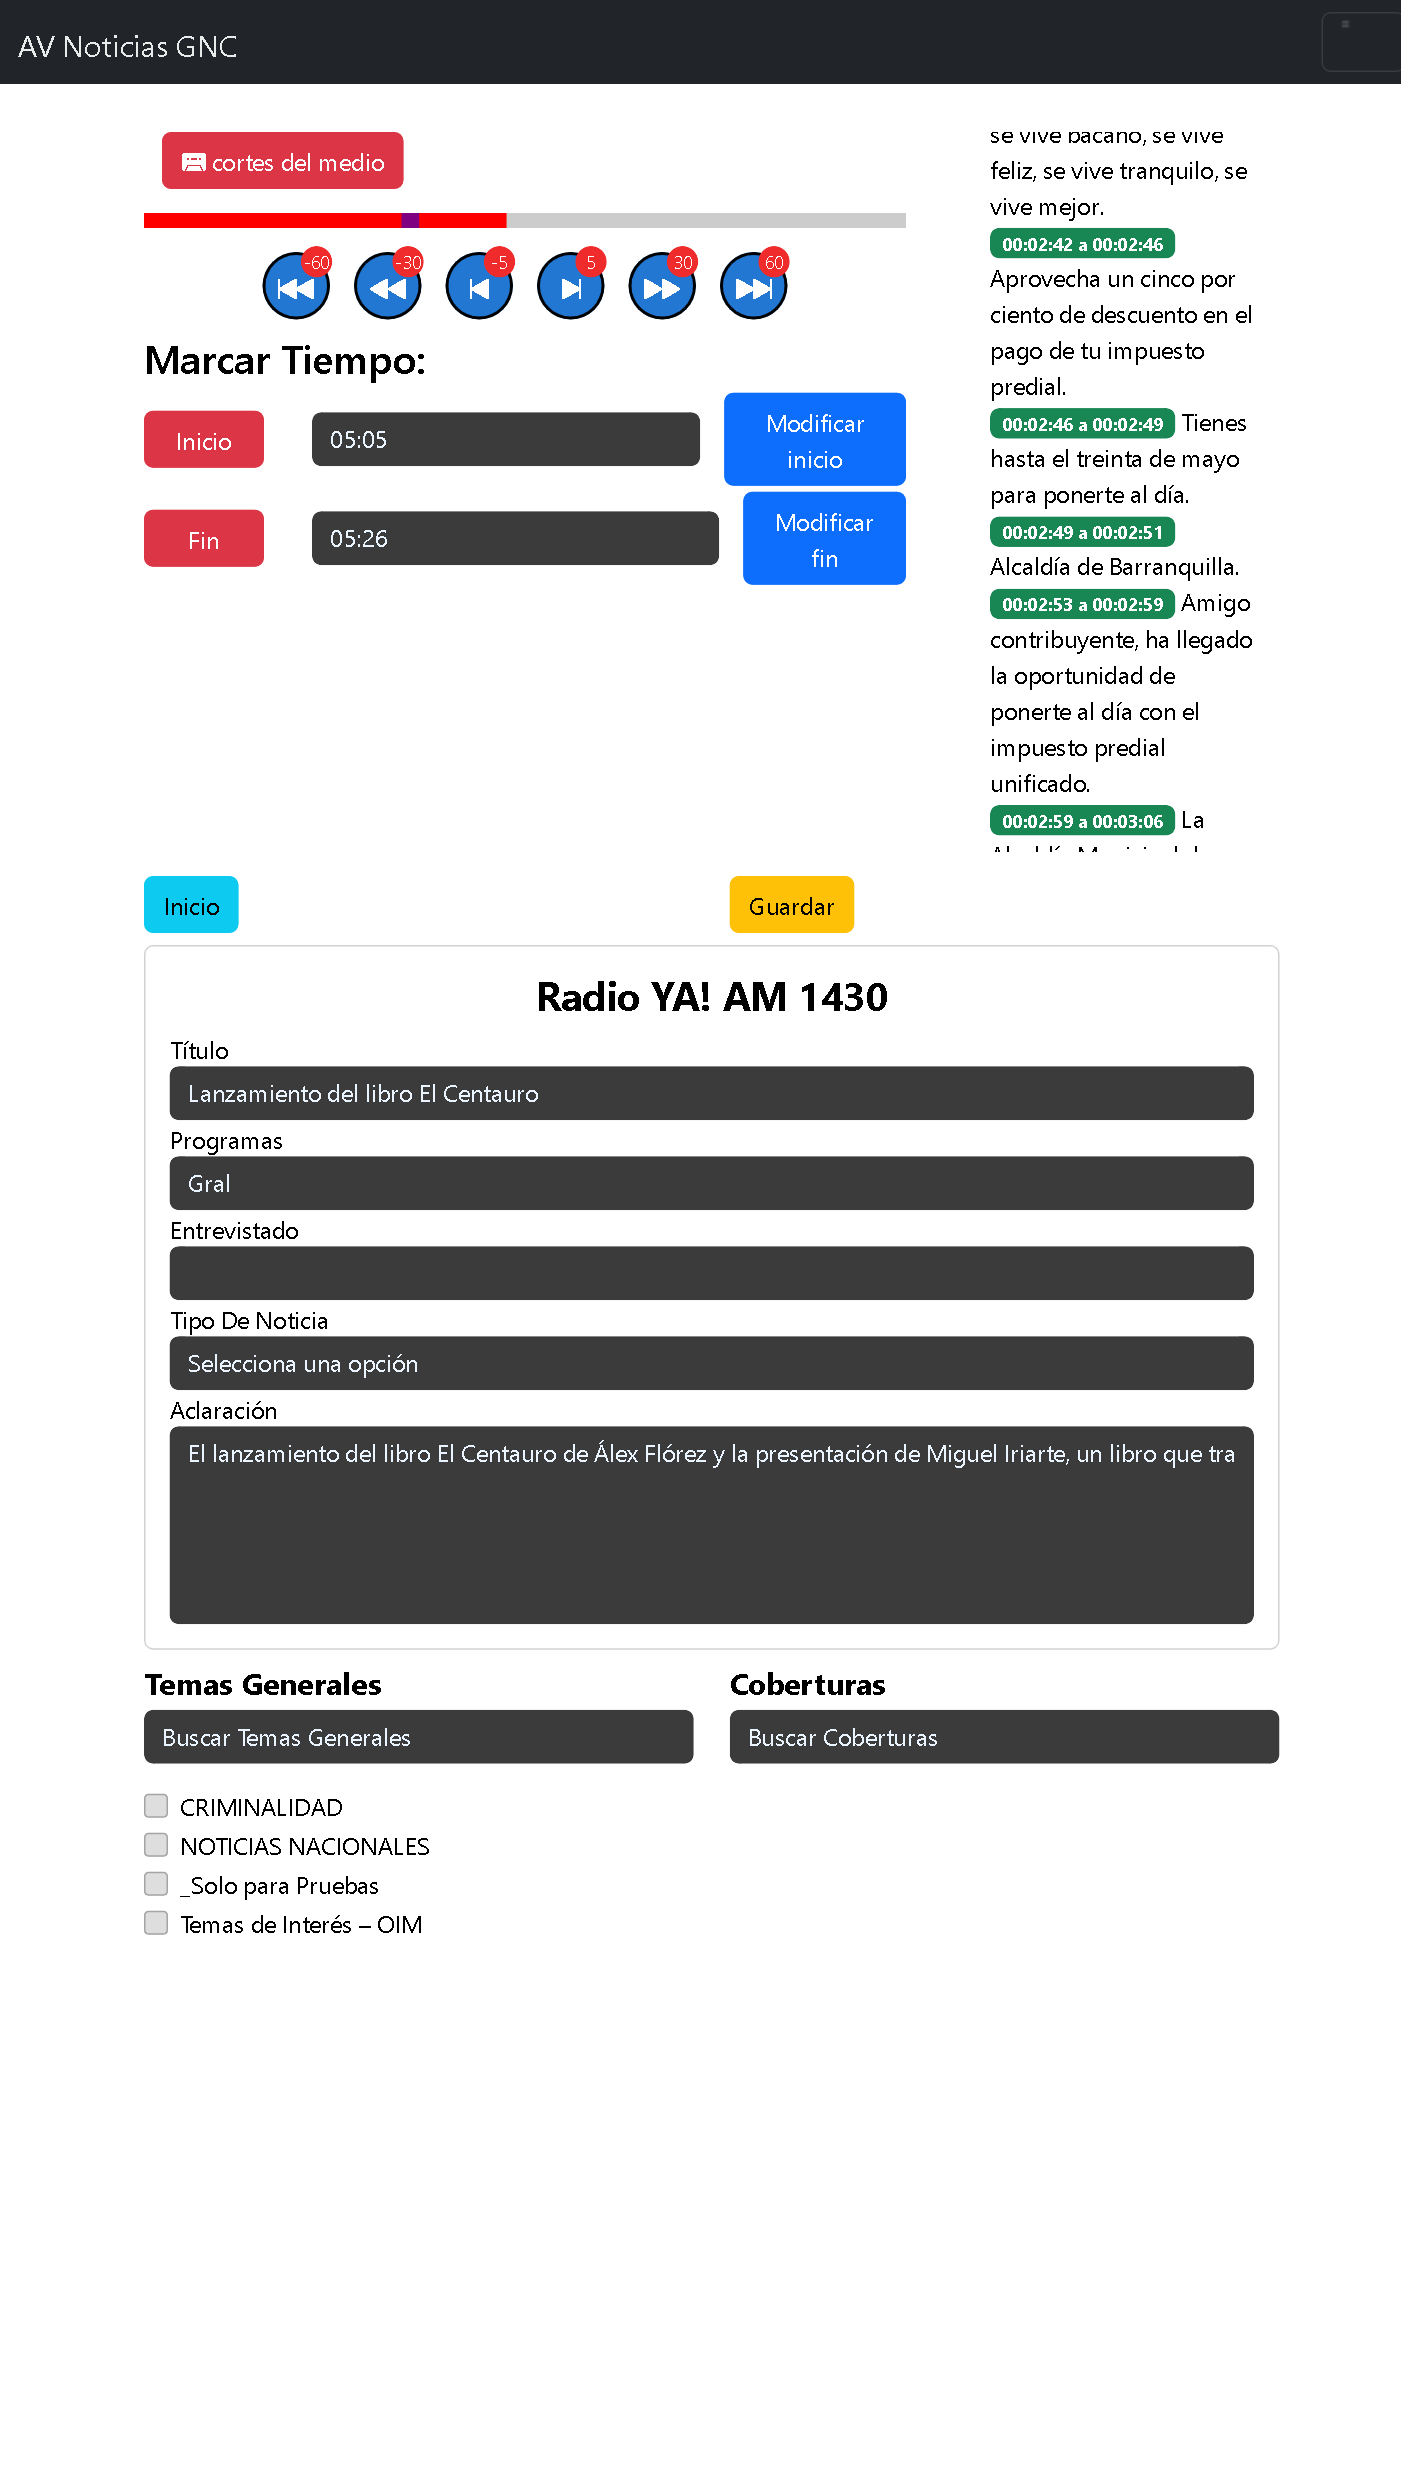 AV Noticias GNC
cortes del medio
-60
-30
-5
5
30
60
Marcar Tiempo:
Inicio
05:05
Modificar
inicio
Fin
05:26
Modificar
fin
se vive bacano, se vive
feliz, se vive tranquilo, se
vive mejor.
00:02:42 a 00:02:46
Aprovecha un cinco por
ciento de descuento en el
pago de tu impuesto
predial.
00:02:46 a 00:02:49 Tienes
hasta el treinta de mayo
para ponerte al día.
00:02:49 a 00:02:51
Alcaldía de Barranquilla.
00:02:53 a 00:02:59 Amigo
contribuyente, ha llegado
la oportunidad de
ponerte al día con el
impuesto predial
unificado.
00:02:59 a 00:03:06 La
Inicio
Guardar
Radio YA! AM 1430
Título
Lanzamiento del libro El Centauro
Programas
Gral
Entrevistado
Tipo De Noticia
Selecciona una opción
Aclaración
El lanzamiento del libro El Centauro de Álex Flórez y la presentación de Miguel Iriarte, un libro que tra
Temas Generales
Buscar Temas Generales
CRIMINALIDAD
NOTICIAS NACIONALES
_Solo para Pruebas
Temas de Interés – OIM
Coberturas
Buscar Coberturas